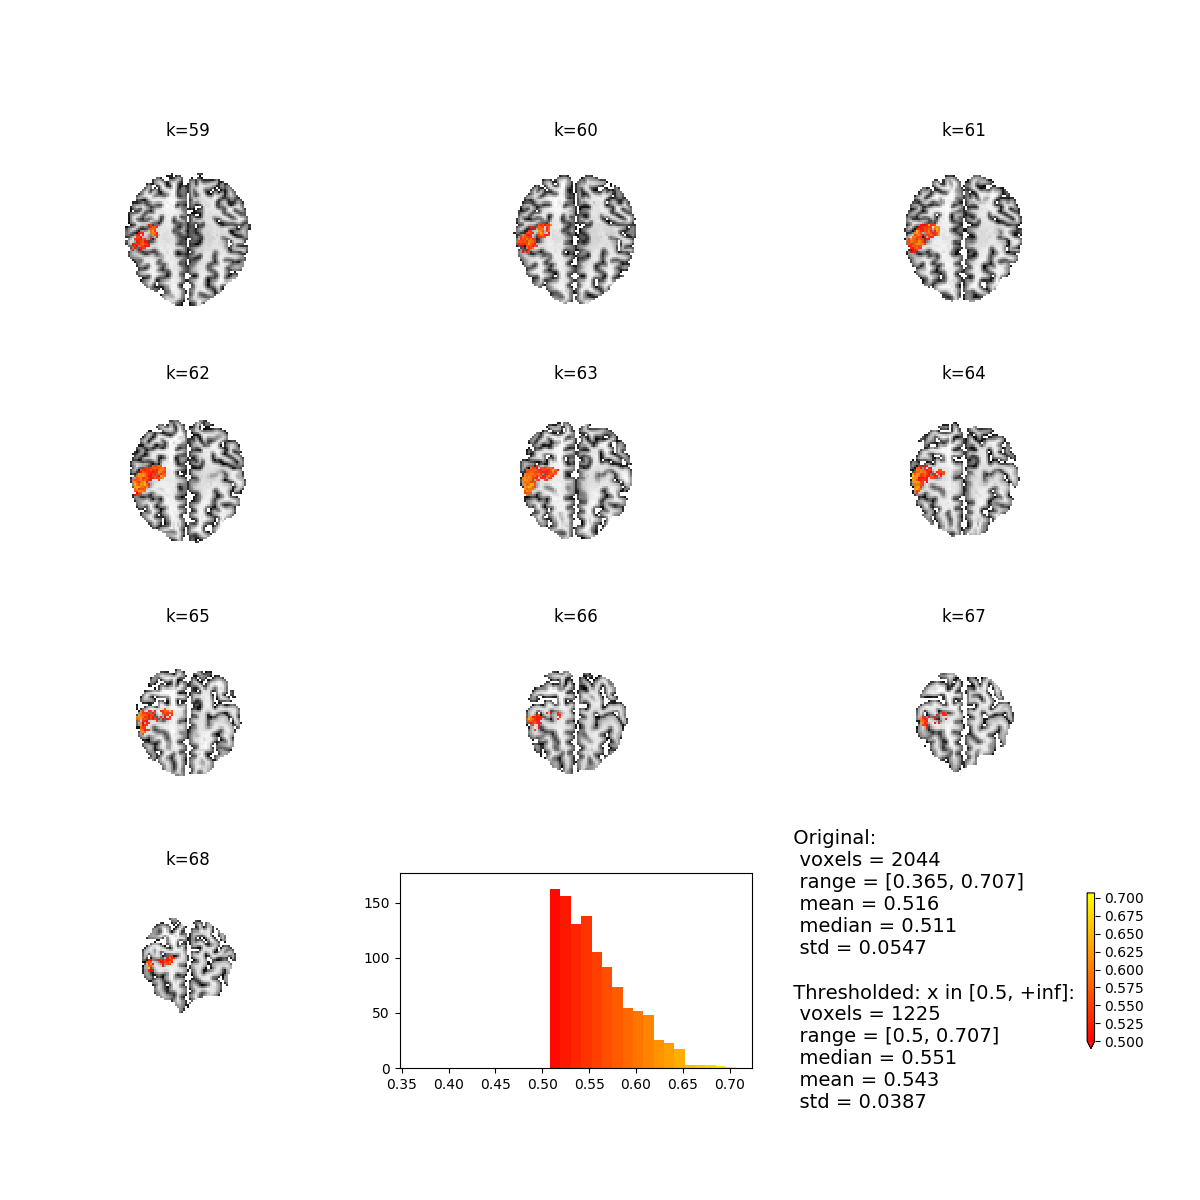 k=59
k=60
k=61
k=62
k=63
k=64
k=65
k=66
k=67
k=68
150
100
50
0
0.35 0.40 0.45 0.50 0.55 0.60 0.65 0.70
Original:
voxels = 2044
range = [0.365, 0.707]
mean = 0.516
median = 0.511
std = 0.0547
Thresholded: x in [0.5, +inf]:
voxels = 1225
range = [0.5, 0.707]
median = 0.551
mean = 0.543
std = 0.0387
0.700
0.675
0.650
0.625
0.600
0.575
0.550
0.525
0.500